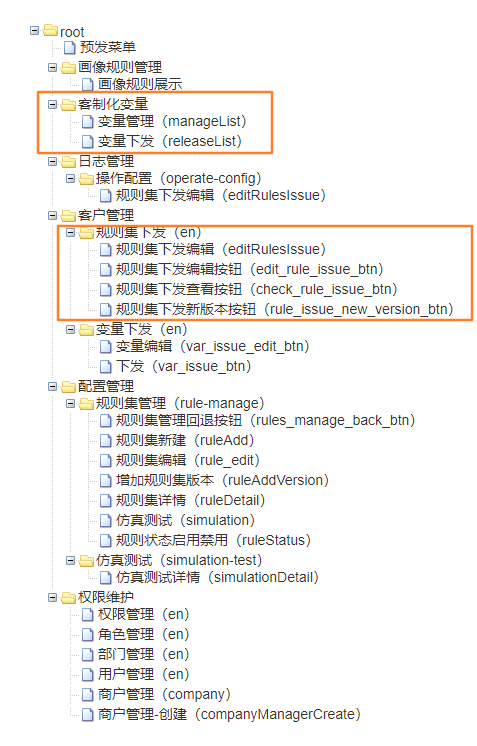 root
预发菜单
画像规则管理
画像规则展示
客制化变量
变量管理（manageList）
变量下发（releaseList）
日志管理
操作配置（operate-config）
规则集下发编辑（editRulesIssue）
客户管理
规则集下发（en）
规则集下发编辑（editRulesIssue）
规则集下发编辑按钮（edit_rule_issue_btn）
规则集下发查看按钮（check_rule_issue_btn）
规则集下发新版本按钮（rule_issue_new_version_btn）
变量下发（en）
变量编辑（var_issue_edit_btn）
下发（var_issue_btn）
配置管理
规则集管理（rule-manage）
规则集管理回退按钮（rules_manage_back_btn）
规则集新建（ruleAdd）
规则集编辑（rule_edit）
增加规则集版本（ruleAddVersion）
规则集详情（ruleDetail）
仿真测试（simulation）
规则状态启用禁用（ruleStatus）
仿真测试（simulation-test）
仿真测试详情（simulationDetail）
权限维护
权限管理（en）
角色管理（en）
部门管理（en）
用户管理（en）
商户管理（company）
商户管理-创建（companyManagerCreate）